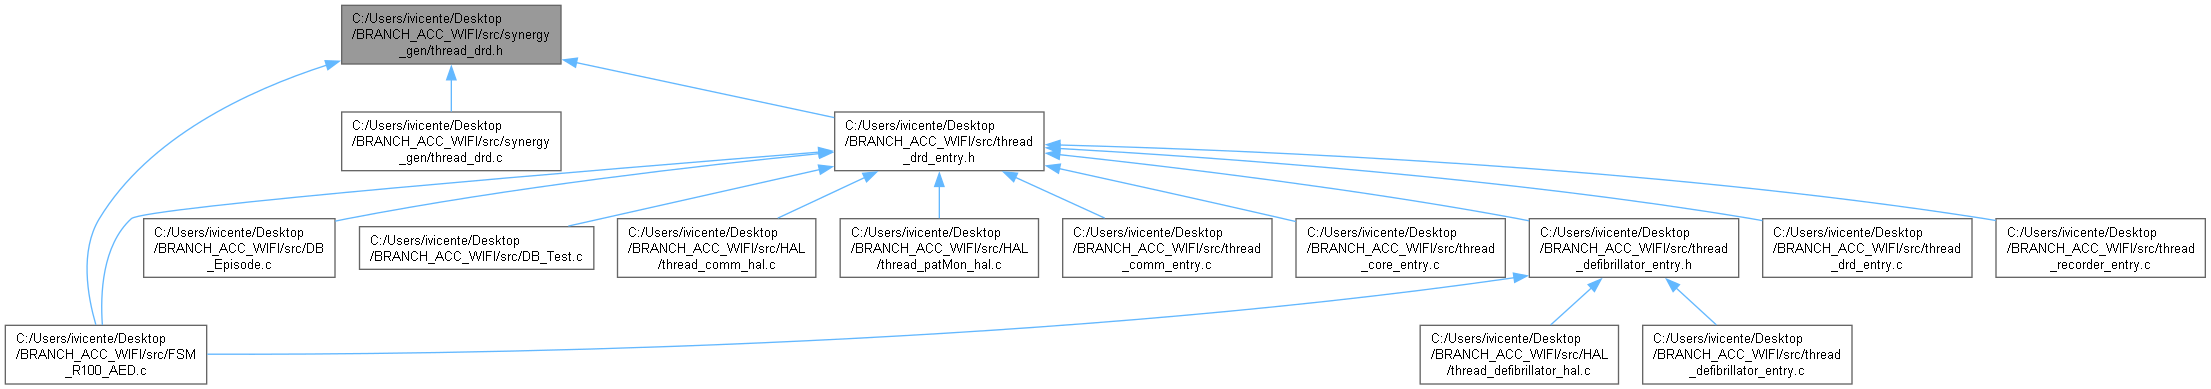 C:/Users/ivicente/Desktop
/BRANCH_ACC_WIFI/src/synergy
_gen/thread_drd.h
C:/Users/ivicente/Desktop
/BRANCH_ACC_WIFI/src/synergy
_gen/thread_drd.c
C:/Users/ivicente/Desktop
/BRANCH_ACC_WIFI/src/thread
_drd_entry.h
C:/Users/ivicente/Desktop
/BRANCH_ACC_WIFI/src/DB
_Episode.c
C:/Users/ivicente/Desktop
/BRANCH_ACC_WIFI/src/DB_Test.c
C:/Users/ivicente/Desktop
/BRANCH_ACC_WIFI/src/HAL
/thread_comm_hal.c
C:/Users/ivicente/Desktop
/BRANCH_ACC_WIFI/src/HAL
/thread_patMon_hal.c
C:/Users/ivicente/Desktop
/BRANCH_ACC_WIFI/src/thread
_comm_entry.c
C:/Users/ivicente/Desktop
/BRANCH_ACC_WIFI/src/thread
_core_entry.c
C:/Users/ivicente/Desktop
/BRANCH_ACC_WIFI/src/thread
_defibrillator_entry.h
C:/Users/ivicente/Desktop
/BRANCH_ACC_WIFI/src/thread
_drd_entry.c
C:/Users/ivicente/Desktop
/BRANCH_ACC_WIFI/src/thread
_recorder_entry.c
C:/Users/ivicente/Desktop
/BRANCH_ACC_WIFI/src/FSM
_R100_AED.c
C:/Users/ivicente/Desktop
/BRANCH_ACC_WIFI/src/HAL
/thread_defibrillator_hal.c
C:/Users/ivicente/Desktop
/BRANCH_ACC_WIFI/src/thread
_defibrillator_entry.c